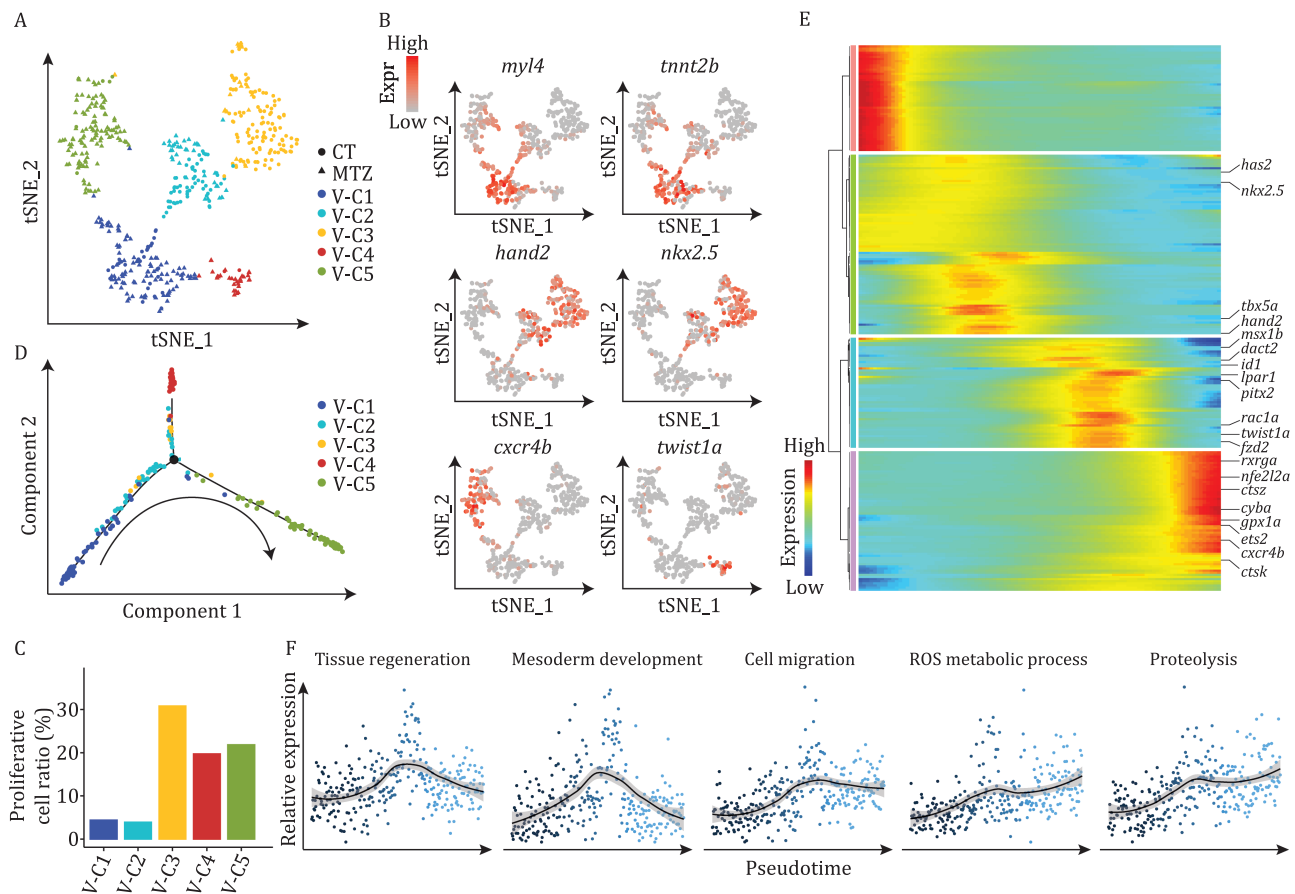 A
tSNE_2
tSNE_1
CT
MTZ
V-C1
V-C2
V-C3
V-C4
V-C5
B
High
Expr
Low
myl4
tSNE_2
tSNE_1
tnnt2b
tSNE_2
tSNE_1
hand2
tSNE_2
tSNE_1
nkx2.5
tSNE_2
tSNE_1
cxcr4b
tSNE_2
tSNE_1
twist1a
tSNE_2
tSNE_1
D
Component 2
Component 1
V-C1
V-C2
V-C3
V-C4
V-C5
E
High
Expression
Low
has2
nkx2.5
tbx5a
hand2
msx1b
dact2
id1
lpar1
pitx2
rac1a
twist1a
fzd2
rxrga
nfe2l2a
ctsz
cyba
gpx1a
ets2
cxcr4b
ctsk
C
Proliferative
cell ratio (%)
30
20
10
0
V-C1
V-C2
V-C3
V-C4
V-C5
F
Relative expression
Tissue regeneration
Mesoderm development
Cell migration
ROS metabolic process
Proteolysis
Pseudotime